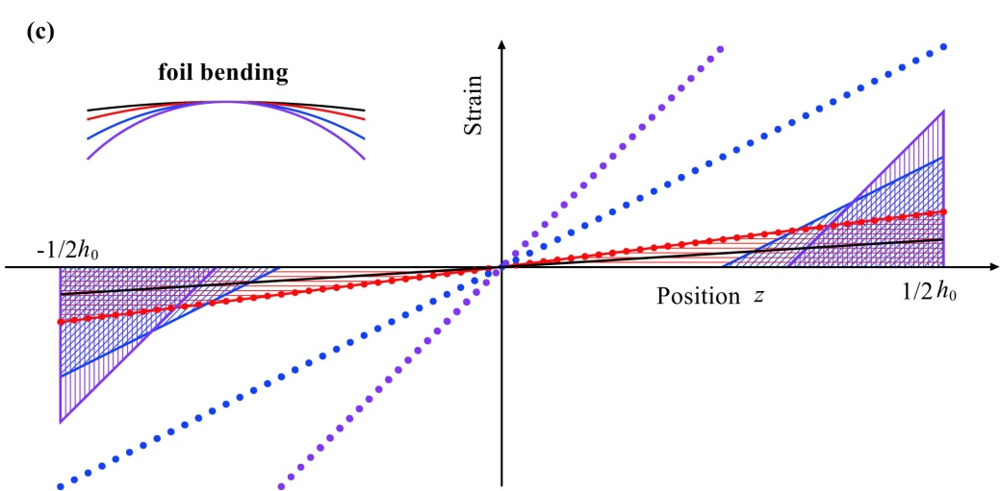 (c)
foil bending
Strain
-1/2h₀
Position z
1/2 h₀